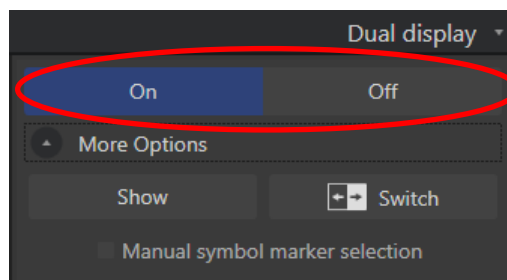 Dual display
On Off
More Options
Show Switch
Manual symbol marker selection